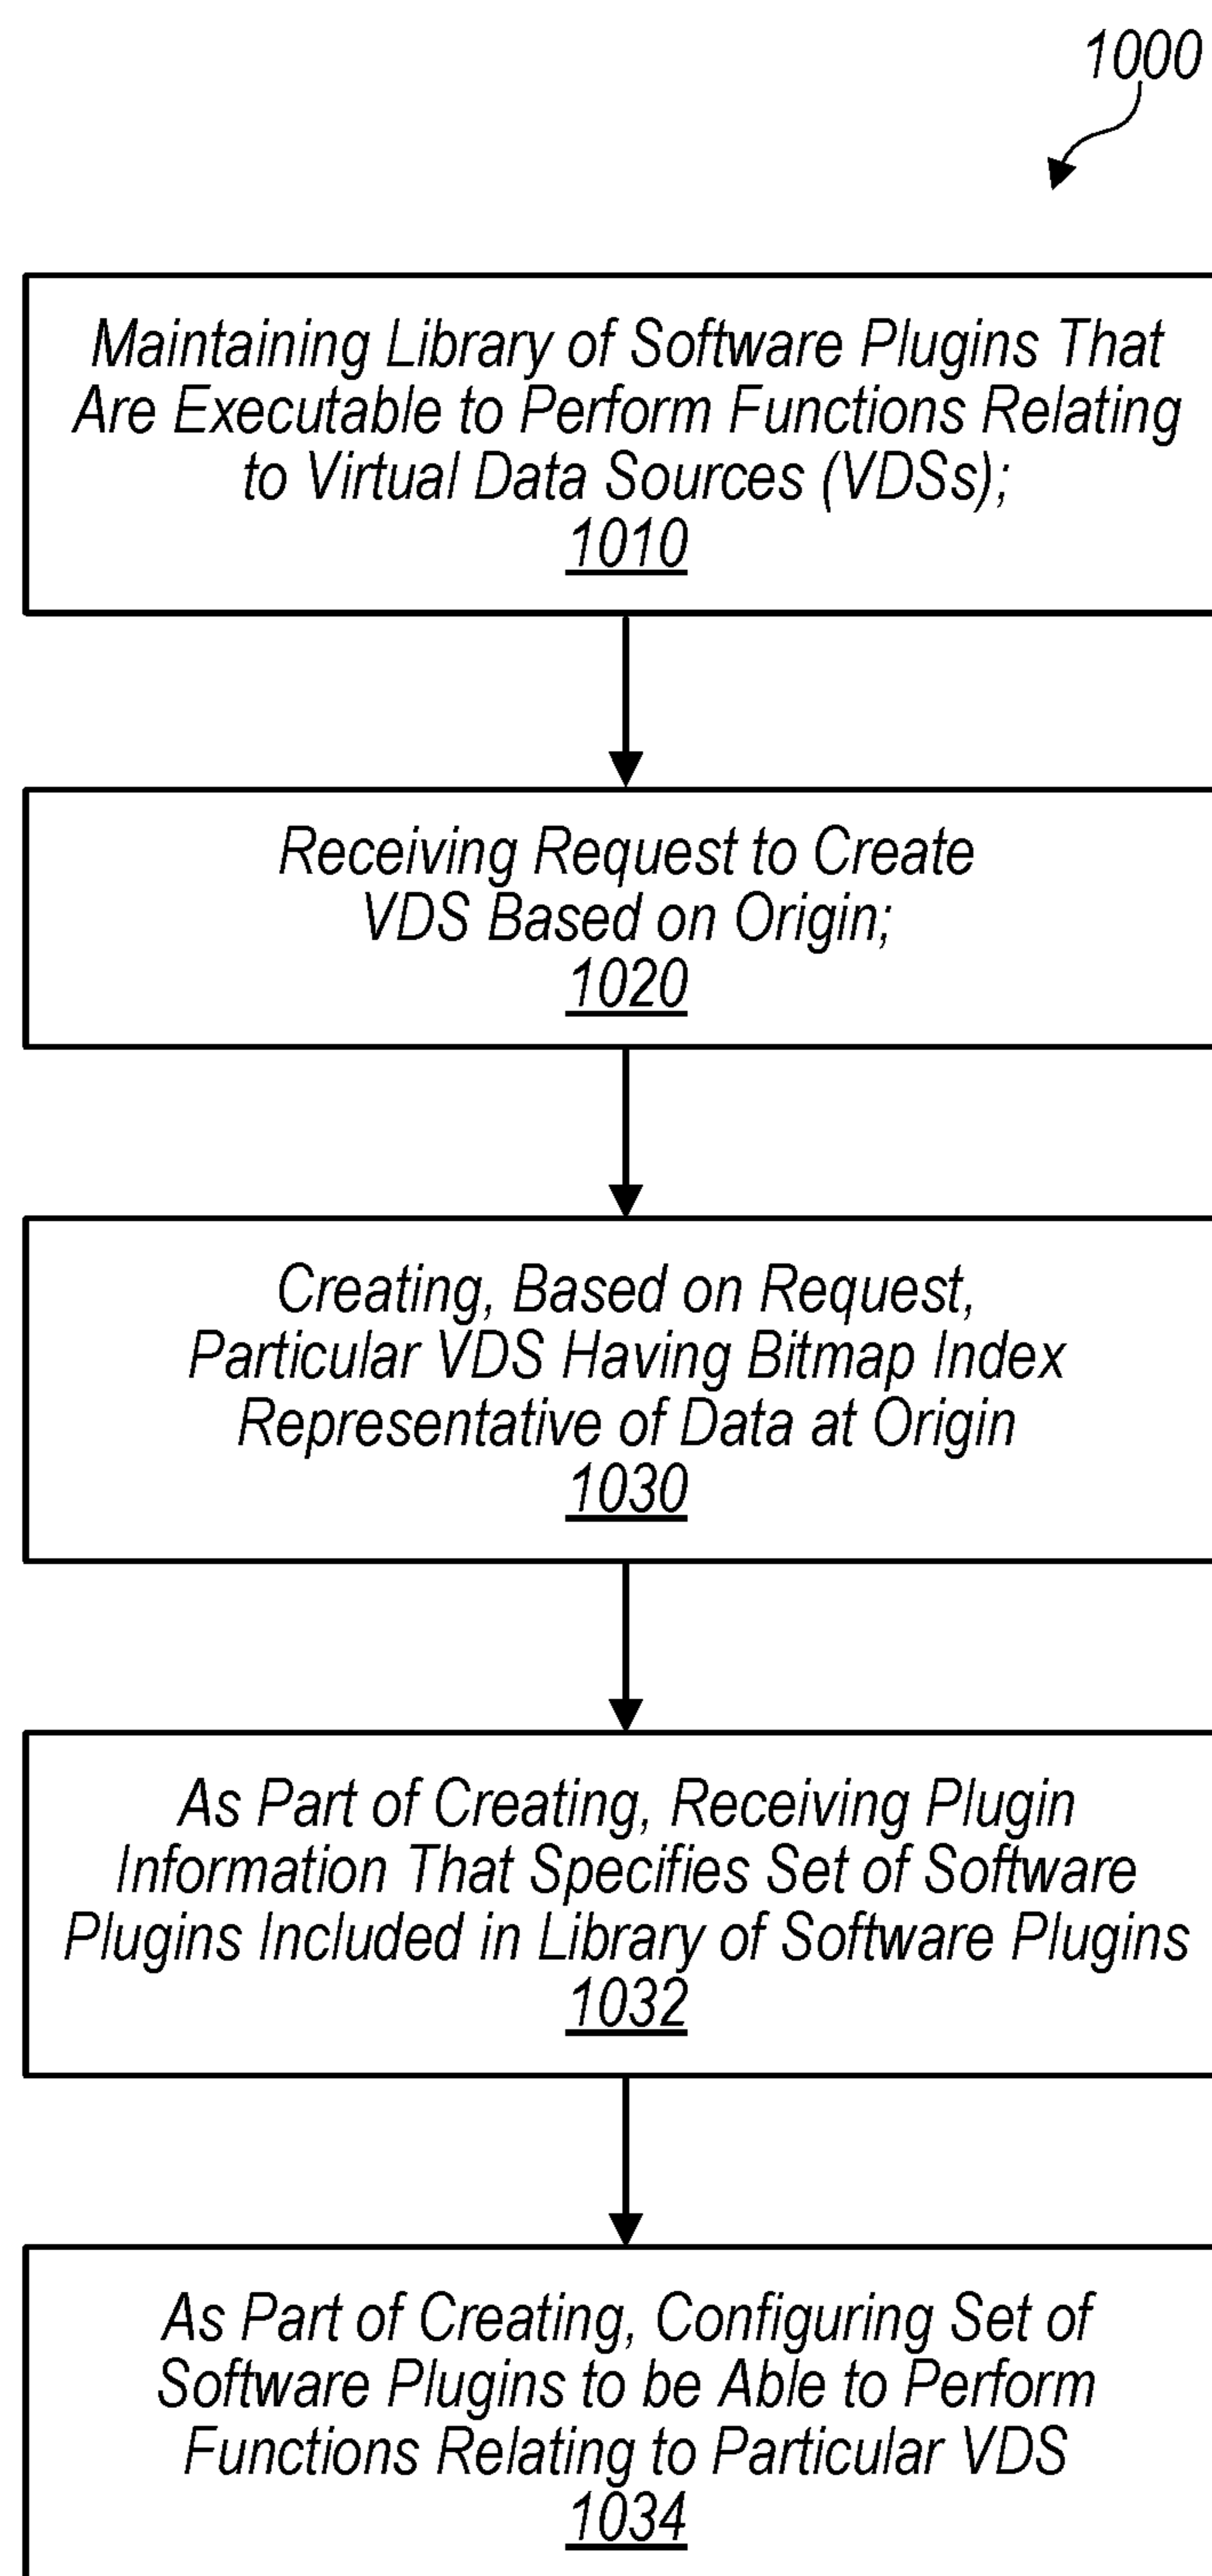 1000
Maintaining Library of Software Plugins That
Are Executable to Perform Functions Relating
to Virtual Data Sources (VDSs);
1010
Receiving Request to Create
VDS Based on Origin;
1020
Creating, Based on Request,
Particular VDS Having Bitmap Index
Representative of Data at Origin
1030
As Part of Creating, Receiving Plugin
Information That Specifies Set of Software
Plugins Included in Library of Software Plugins
1032
As Part of Creating, Configuring Set of
Software Plugins to be Able to Perform
Functions Relating to Particular VDS
1034